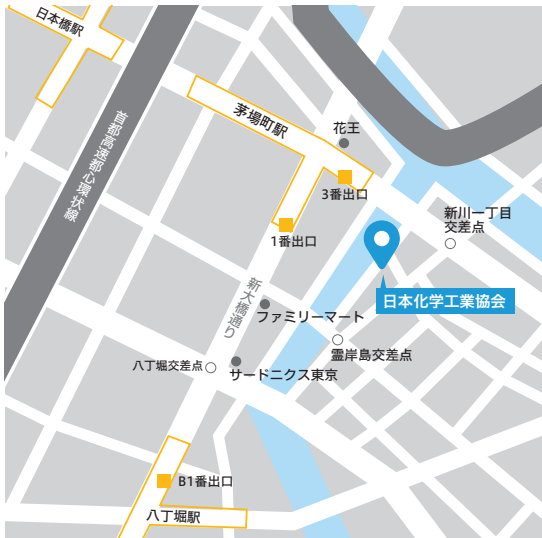 日本橋駅
首都高速都心環状線
茅場町駅
花王
3番出口
新川一丁目
交差点
1番出口
日本化学工業協会
新大橋通り
ファミリーマート
霊岸島交差点
八丁堀交差点
サードニクス東京
B1番出口
八丁堀駅